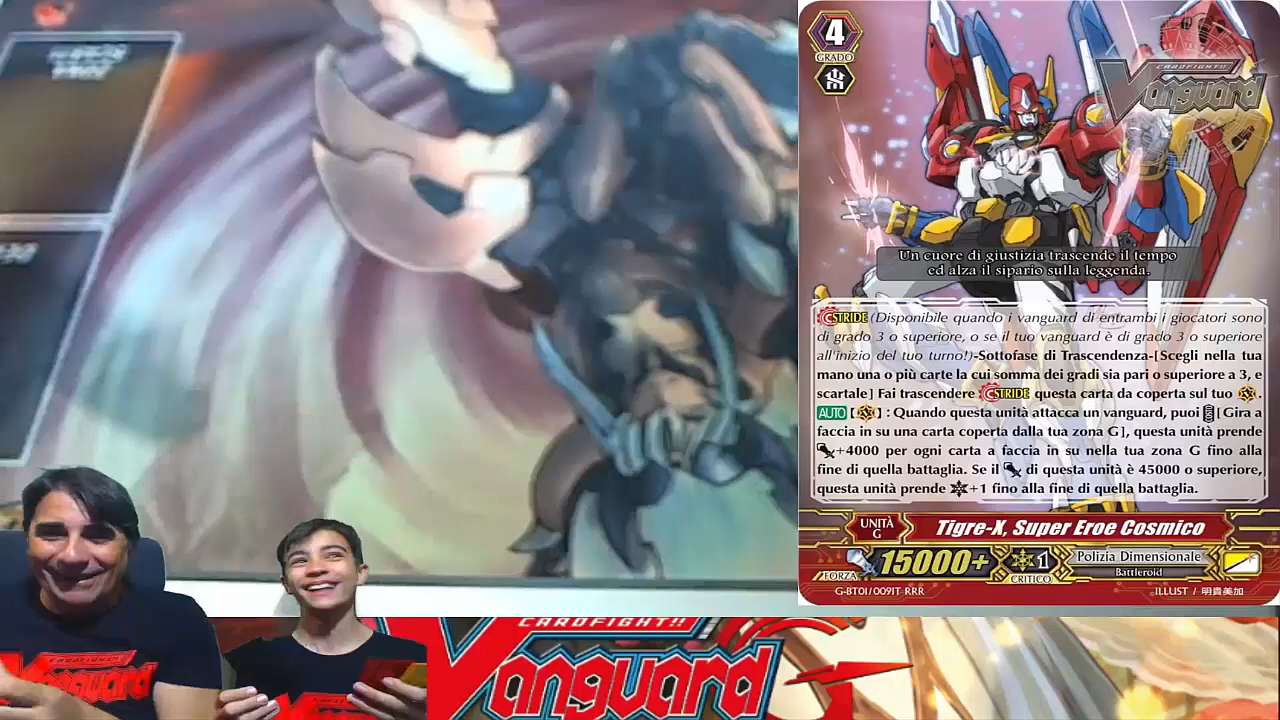 4
GRADO
CARDFIGHT!!
Vanguard
Un cuore di giustizia trascende il tempo
ed alza il sipario sulla leggenda.
STRIDE (Disponibile quando i vanguard di entrambi i giocatori sono
di grado 3 o superiore, o se il tuo vanguard è di grado 3 o superiore
all'inizio del tuo turno!)-Sottofase di Trascendenza-[Scegli nella tua
mano una o più carte la cui somma dei gradi sia pari o superiore a 3, e
scartale] Fai trascendere STRIDE questa carta da coperta sul tuo .
AUTO [ ] : Quando questa unità attacca un vanguard, puoi [Gira a
faccia in su una carta coperta dalla tua zona G], questa unità prende
+4000 per ogni carta a faccia in su nella tua zona G fino alla
fine di quella battaglia. Se il di questa unità è 45000 o superiore,
questa unità prende +1 fino alla fine di quella battaglia.
UNITÀ
G
Tigre-X, Super Eroe Cosmico
FORZA
15000+
1
CRITICO
Polizia Dimensionale
Battleroid
G-BT01/009IT RRR
ILLUST / 明貴美加
CARDFIGHT!!
Vanguard
CARDFIGHT!!
Vanguard